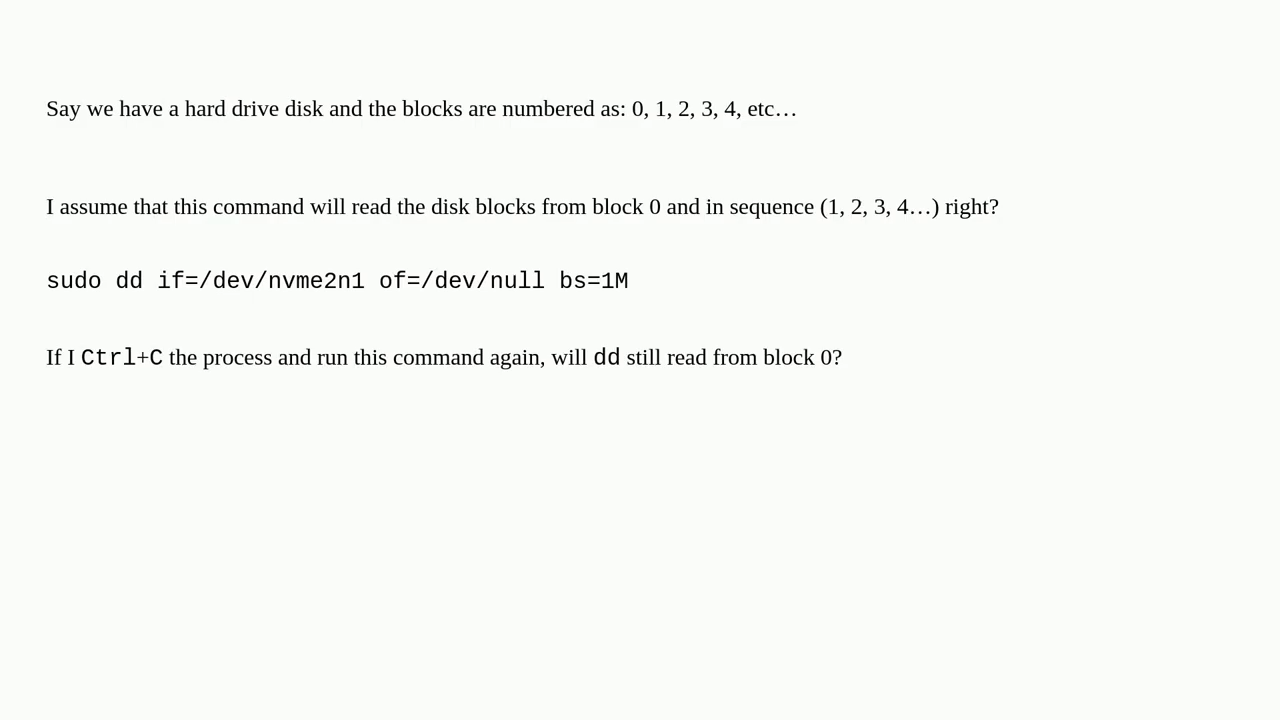 Say we have a hard drive disk and the blocks are numbered as: 0, 1, 2, 3, 4, etc…
I assume that this command will read the disk blocks from block 0 and in sequence (1, 2, 3, 4…) right?
sudo dd if=/dev/nvme2n1 of=/dev/null bs=1M
If I Ctrl+C the process and run this command again, will dd still read from block 0?